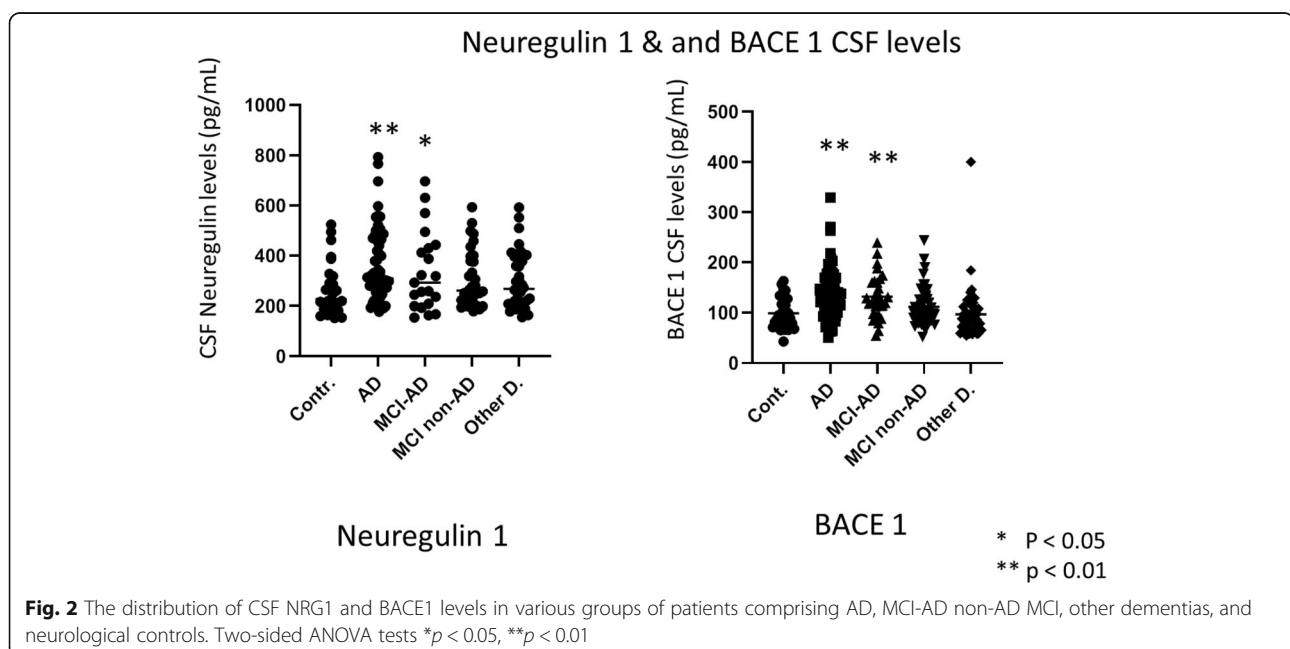 Neuregulin 1 & and BACE 1 CSF levels
CSF Neuregulin levels (pg/mL)
1000
800
600
400
200
0
** *
Contr.
AD
MCI-AD
MCI non-AD
Other D.
Neuregulin 1
BACE 1 CSF levels (pg/mL)
500
400
300
200
150
100
0
** **
Cont.
AD
MCI-AD
MCI non-AD
Other D.
BACE 1
* P < 0.05
** p < 0.01
Fig. 2 The distribution of CSF NRG1 and BACE1 levels in various groups of patients comprising AD, MCI-AD non-AD MCI, other dementias, and
neurological controls. Two-sided ANOVA tests *p < 0.05, **p < 0.01